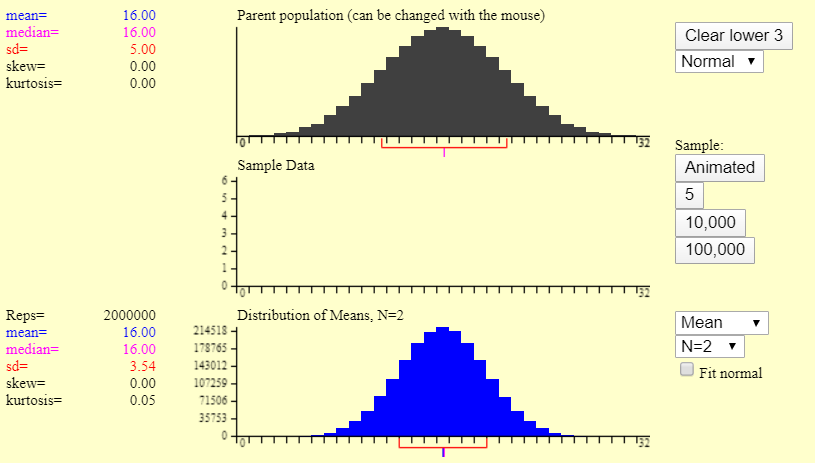 mean= 16.00
median= 16.00
sd= 5.00
skew= 0.00
kurtosis= 0.00
Parent population (can be changed with the mouse)
0 32
Clear lower 3
Normal
Sample Data
6
5
4
3
2
1
0
0 32
Sample:
Animated
5
10,000
100,000
Reps= 2000000
mean= 16.00
median= 16.00
sd= 3.54
skew= 0.00
kurtosis= 0.05
Distribution of Means, N=2
214518
178765
143012
107259
71506
35753
0
0 32
Mean
N=2
Fit normal